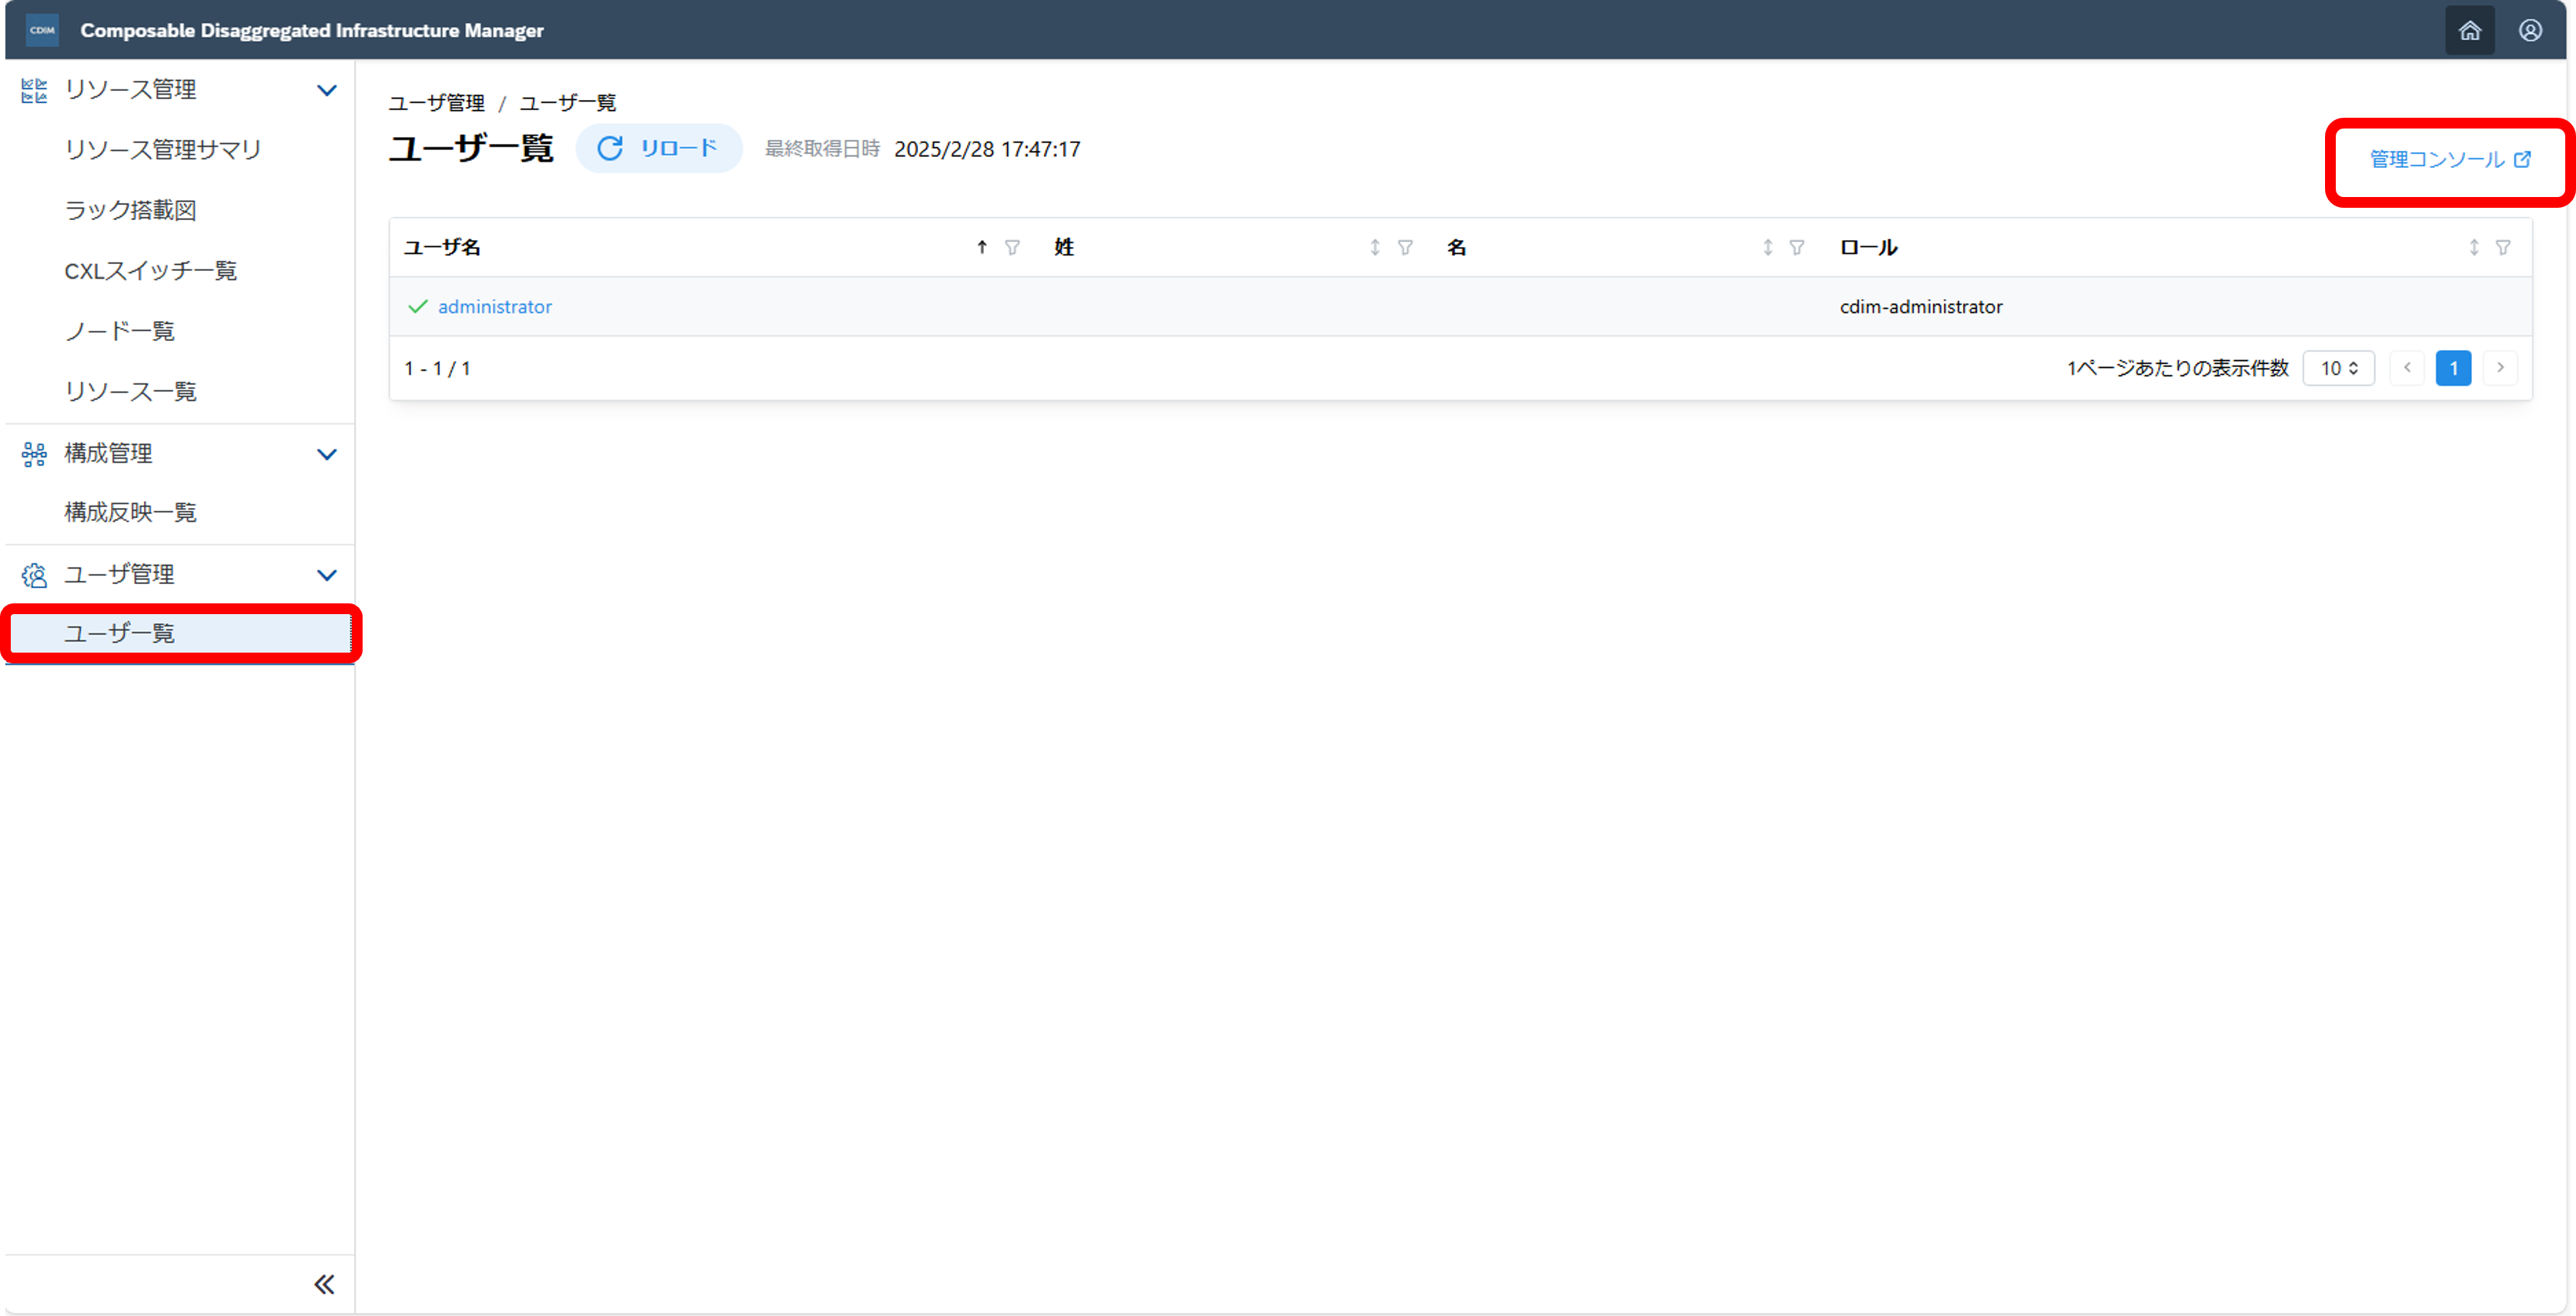 CDIM Composable Disaggregated Infrastructure Manager
リソース管理
リソース管理サマリ
ラック搭載図
CXLスイッチ一覧
ノード一覧
リソース一覧
構成管理
構成反映一覧
ユーザ管理
ユーザ一覧
ユーザ管理 / ユーザ一覧
ユーザ一覧 リロード 最終取得日時 2025/2/28 17:47:17
管理コンソール
ユーザ名 姓 名 ロール
administrator cdim-administrator
1 - 1 / 1 1ページあたりの表示件数 10 1